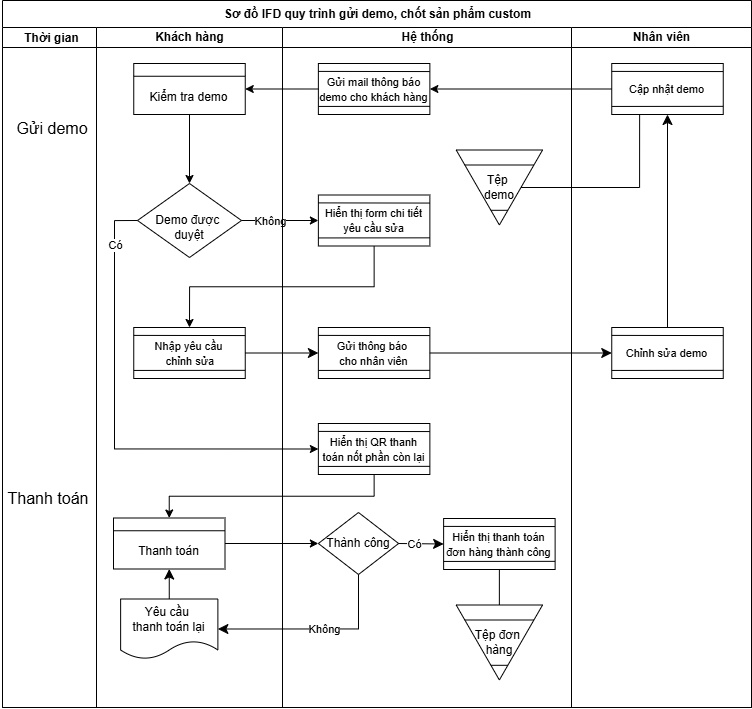 Sơ đồ IFD quy trình gửi demo, chốt sản phẩm custom
Thời gian
Khách hàng
Hệ thống
Nhân viên
Gửi demo
Kiểm tra demo
Gửi mail thông báo
demo cho khách hàng
Cập nhật demo
Tệp
demo
Demo được
duyệt
Không
Có
Hiển thị form chi tiết
yêu cầu sửa
Nhập yêu cầu
chỉnh sửa
Gửi thông báo
cho nhân viên
Chỉnh sửa demo
Hiển thị QR thanh
toán nốt phần còn lại
Thanh toán
Thanh toán
Thành công
Có
Hiển thị thanh toán
đơn hàng thành công
Yêu cầu
thanh toán lại
Không
Tệp đơn
hàng